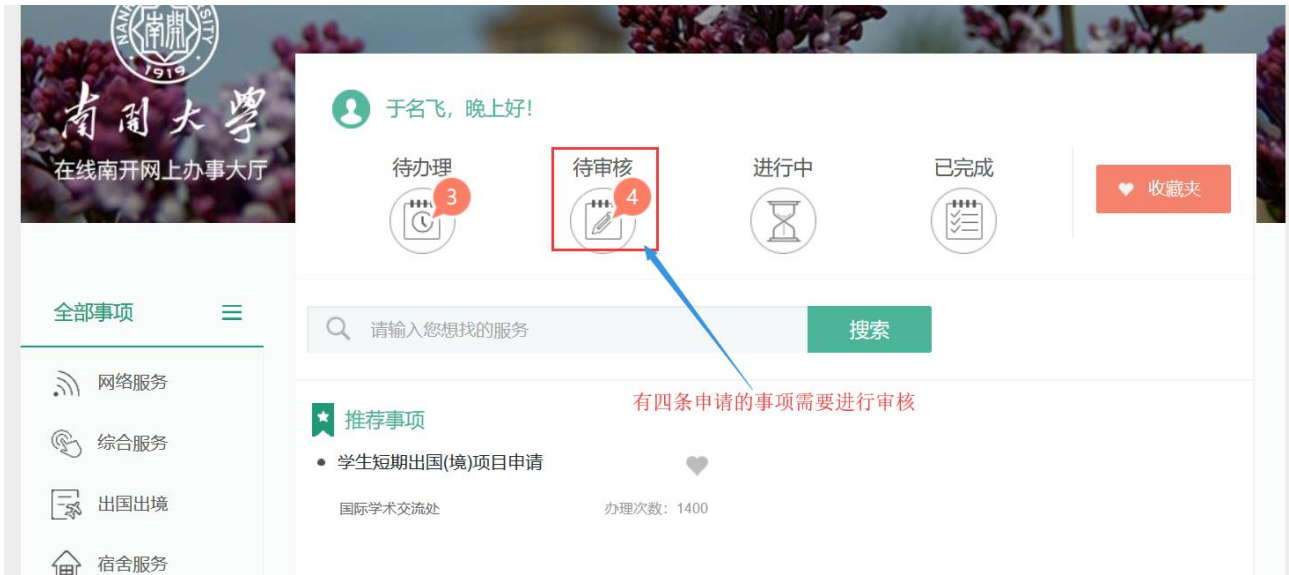 南開
1919
南開大學
在线南开网上办事大厅
于名飞，晚上好！
待办理
待审核
进行中
已完成
3
4
收藏夹
全部事项
请输入您想找的服务
搜索
网络服务
有四条申请的事项需要进行审核
推荐事项
综合服务
学生短期出国(境)项目申请
出国出境
国际学术交流处
办理次数：1400
宿舍服务